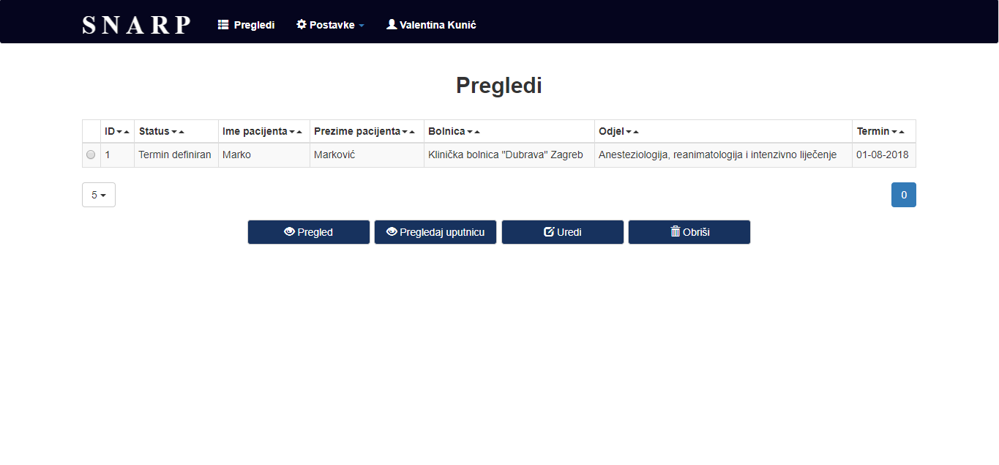 SNARP Pregledi Postavke Valentina Kunić
Pregledi
ID Status Ime pacijenta Prezime pacijenta Bolnica Odjel Termin
1 Termin definiran Marko Marković Klinička bolnica "Dubrava" Zagreb Anesteziologija, reanimatologija i intenzivno liječenje 01-08-2018
5 0
Pregled Pregledaj uputnicu Uredi Obriši